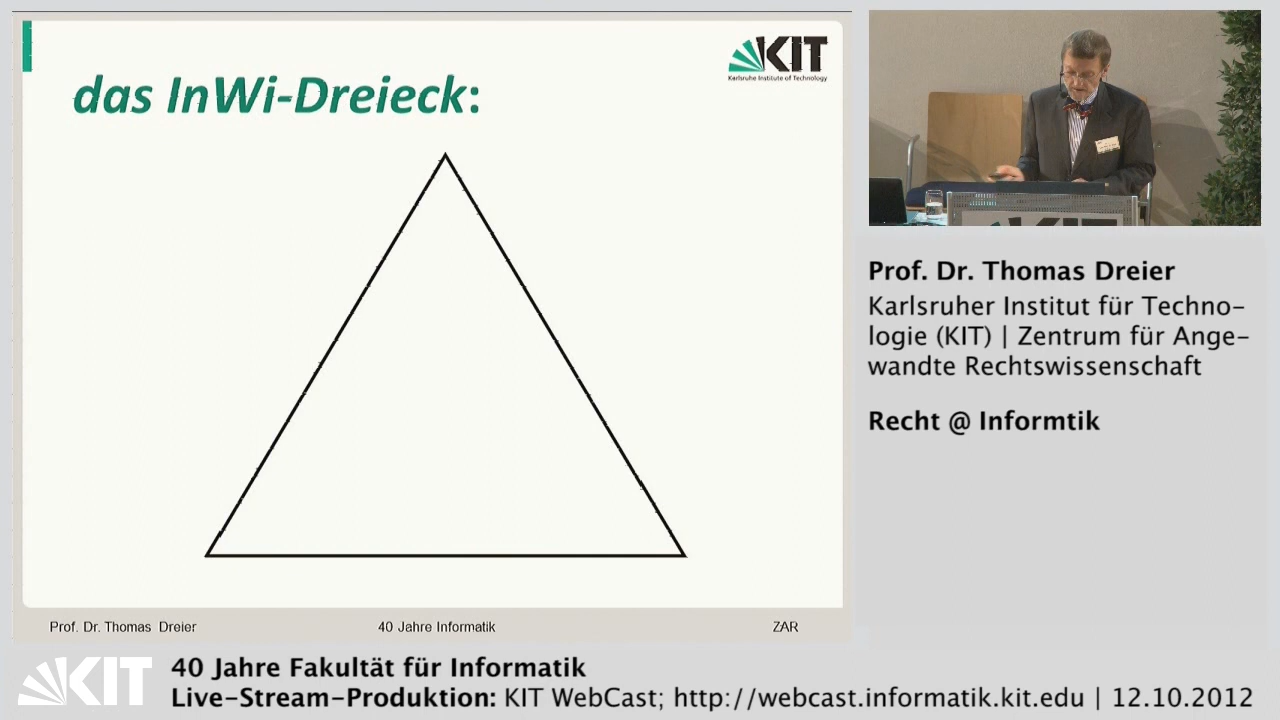 das InWi-Dreieck:
KIT
Karlsruhe Institute of Technology
Prof. Dr. Thomas Dreier
40 Jahre Informatik
ZAR
Prof. Dr. Thomas Dreier
Karlsruher Institut für Techno-
logie (KIT) | Zentrum für Ange-
wandte Rechtswissenschaft
Recht @ Informtik
KIT
40 Jahre Fakultät für Informatik
Live-Stream-Produktion: KIT WebCast; http://webcast.informatik.kit.edu | 12.10.2012